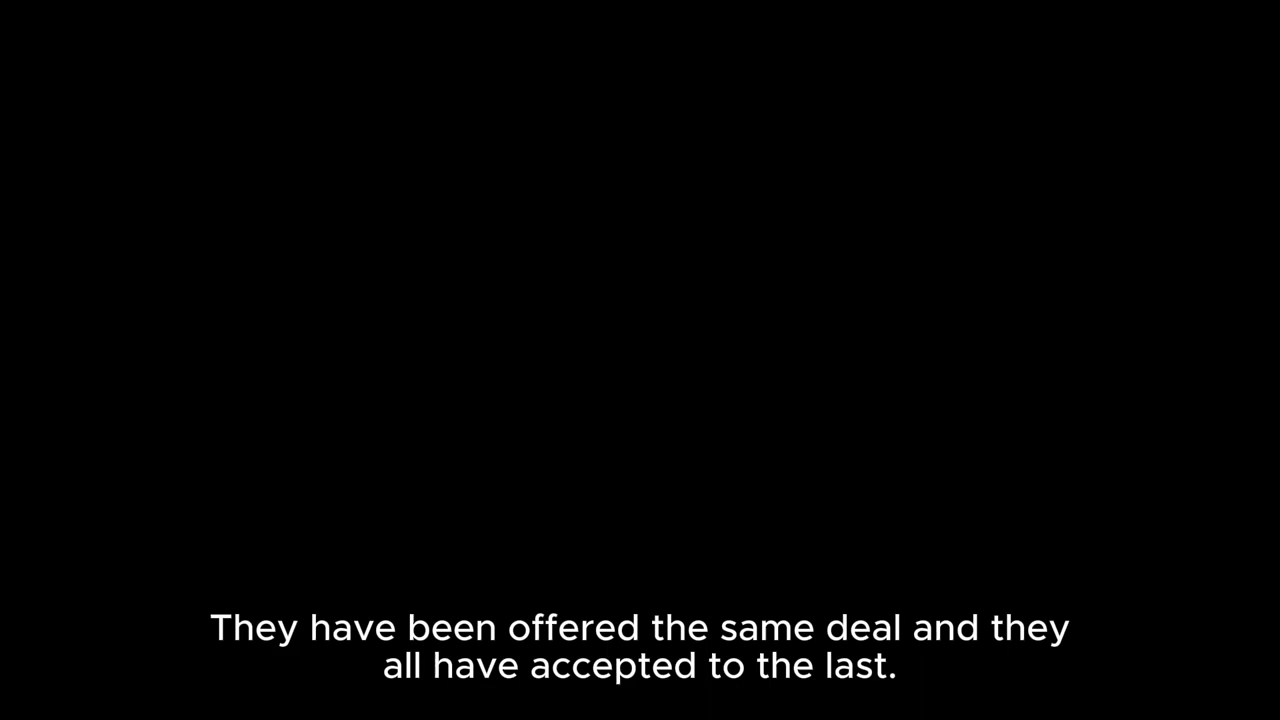 They have been offered the same deal and they
all have accepted to the last.